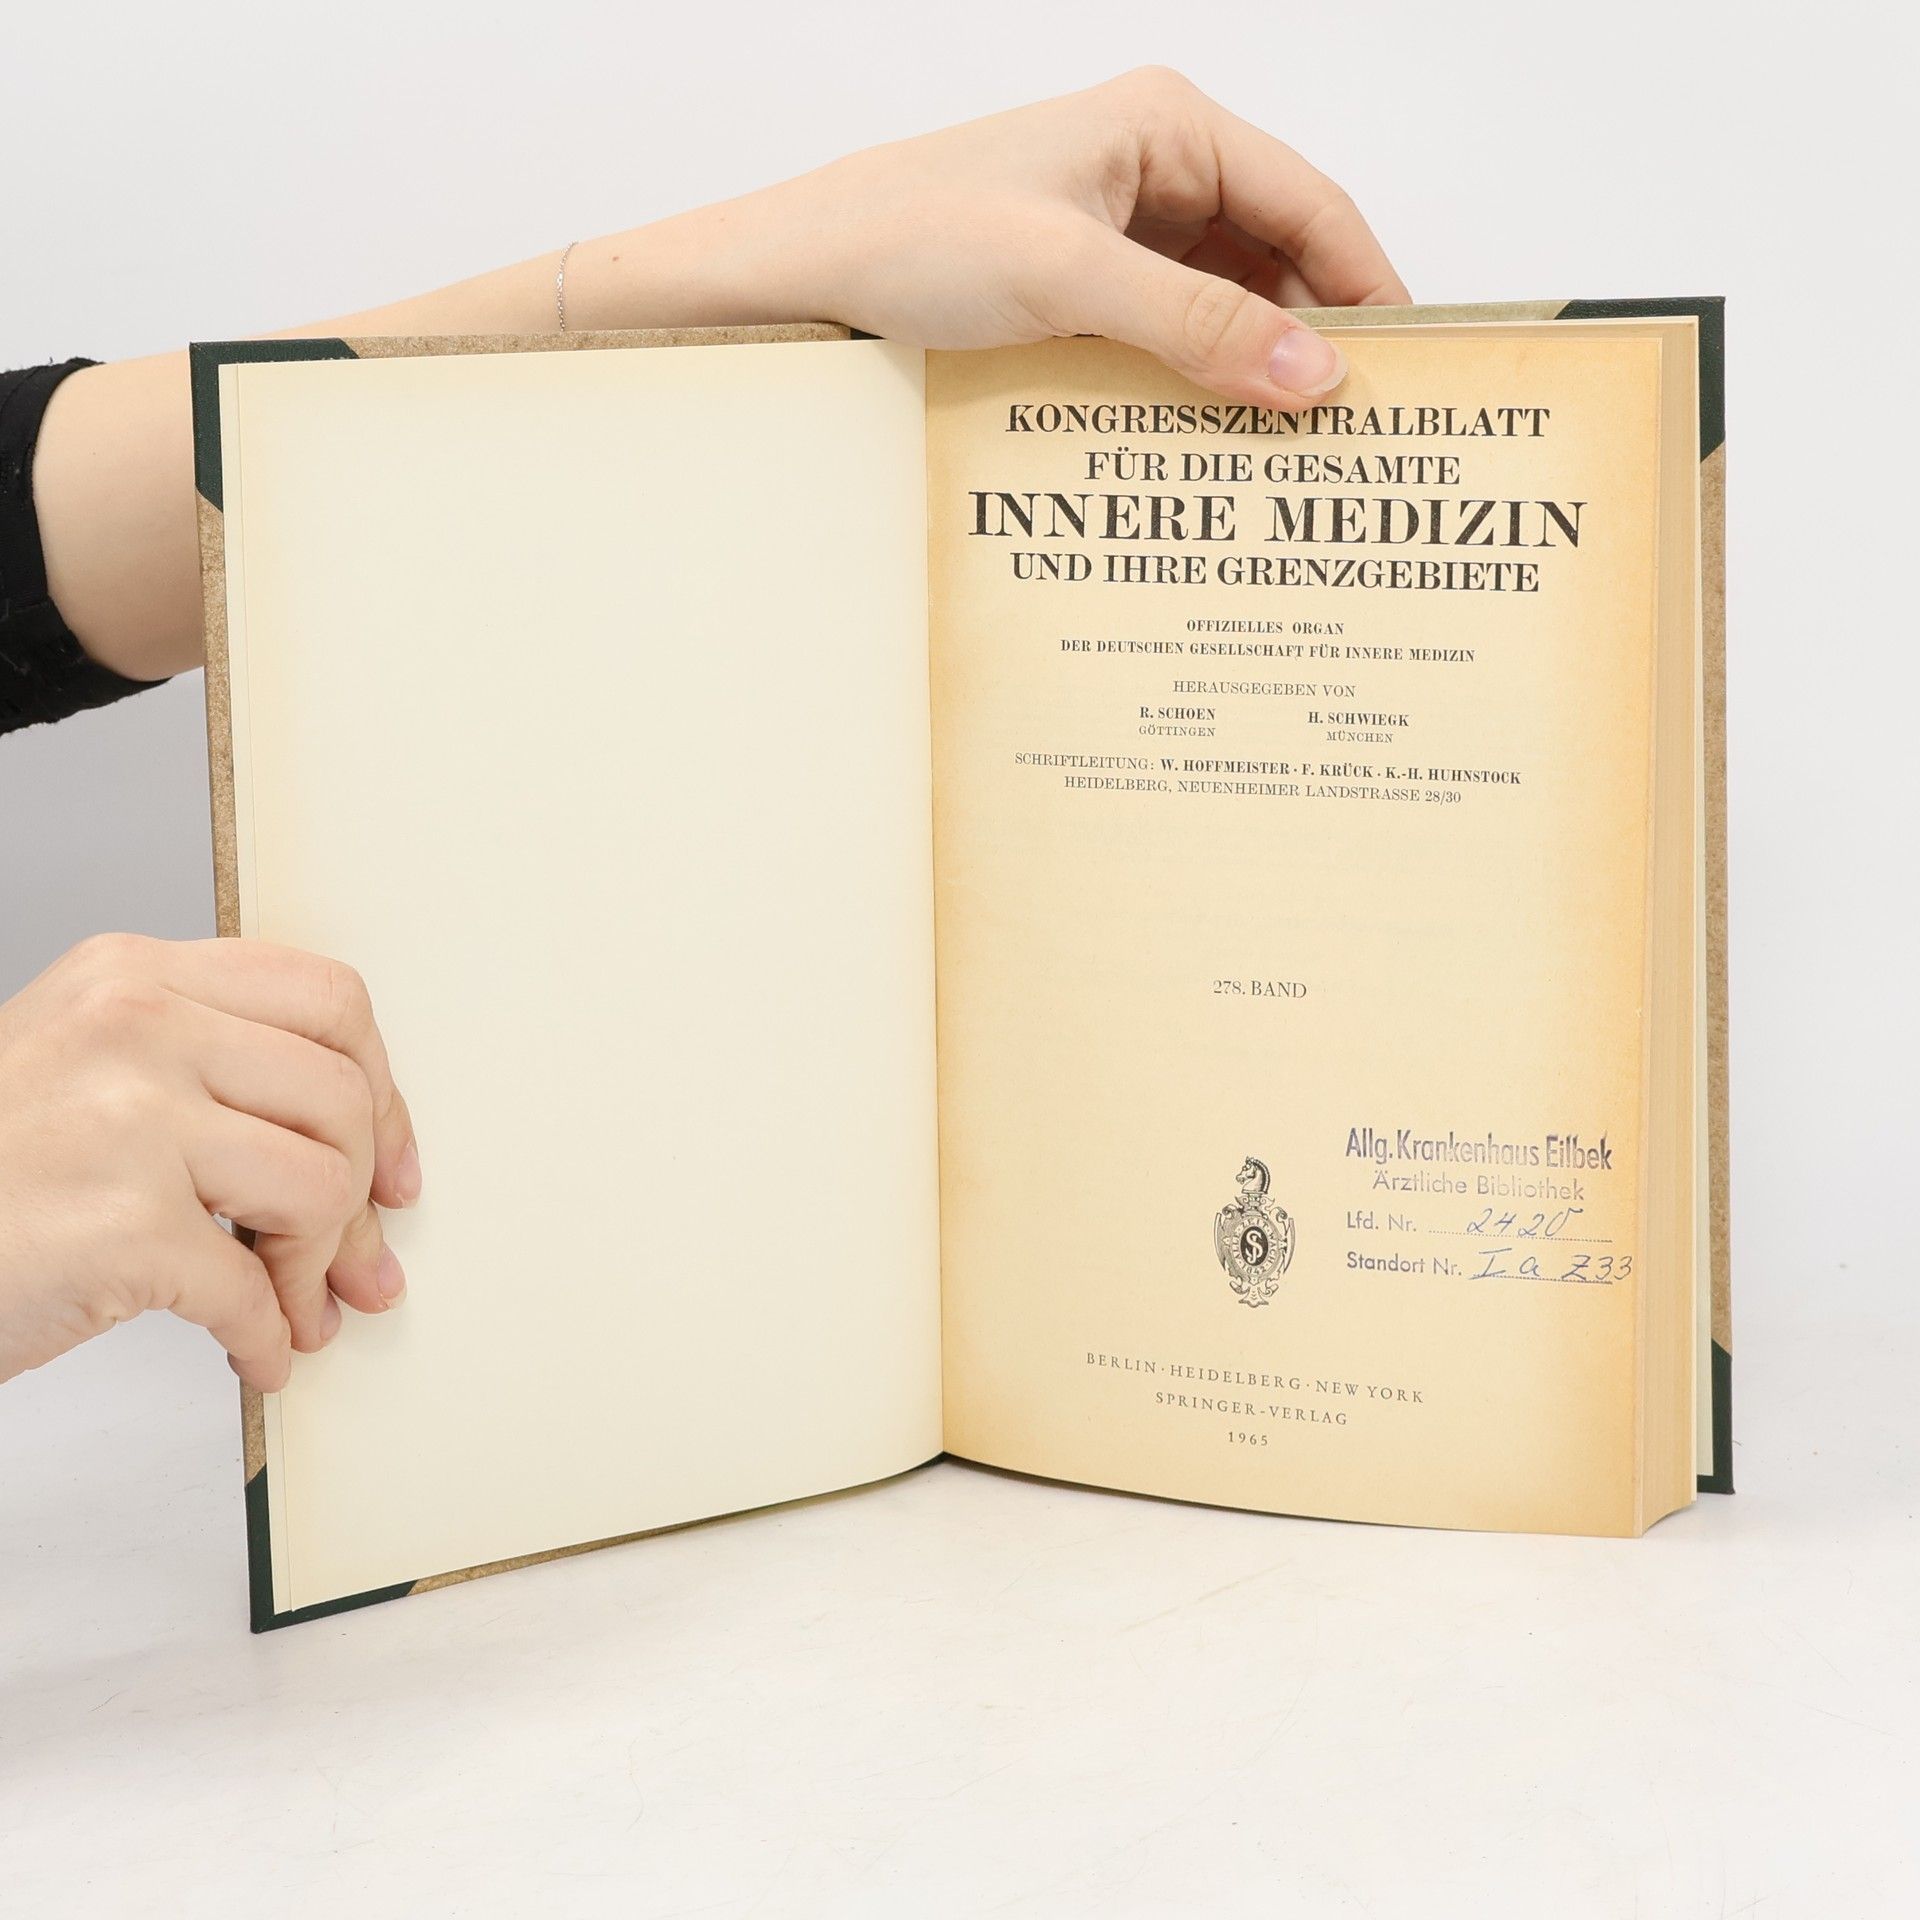 KONGRESSZENTRALBLATT
FÜR DIE GESAMTE
INNERE MEDIZIN
UND IHRE GRENZGEBIETE
OFFIZIELLES ORGAN
DER DEUTSCHEN GESELLSCHAFT FÜR INNERE MEDIZIN
HERAUSGEGEBEN VON
R. SCHOEN H. SCHWIEGK
GÖTTINGEN MÜNCHEN
SCHRIFTLEITUNG: W. HOFFMEISTER · F. KRÜCK · K.-H. HUHNSTOCK
HEIDELBERG, NEUENHEIMER LANDSTRASSE 28/30
278. BAND
Allg. Krankenhaus Eilbek
Ärztliche Bibliothek
Lfd. Nr. 2420
Standort Nr. I a Z33
BERLIN · HEIDELBERG · NEW YORK
SPRINGER-VERLAG
1965